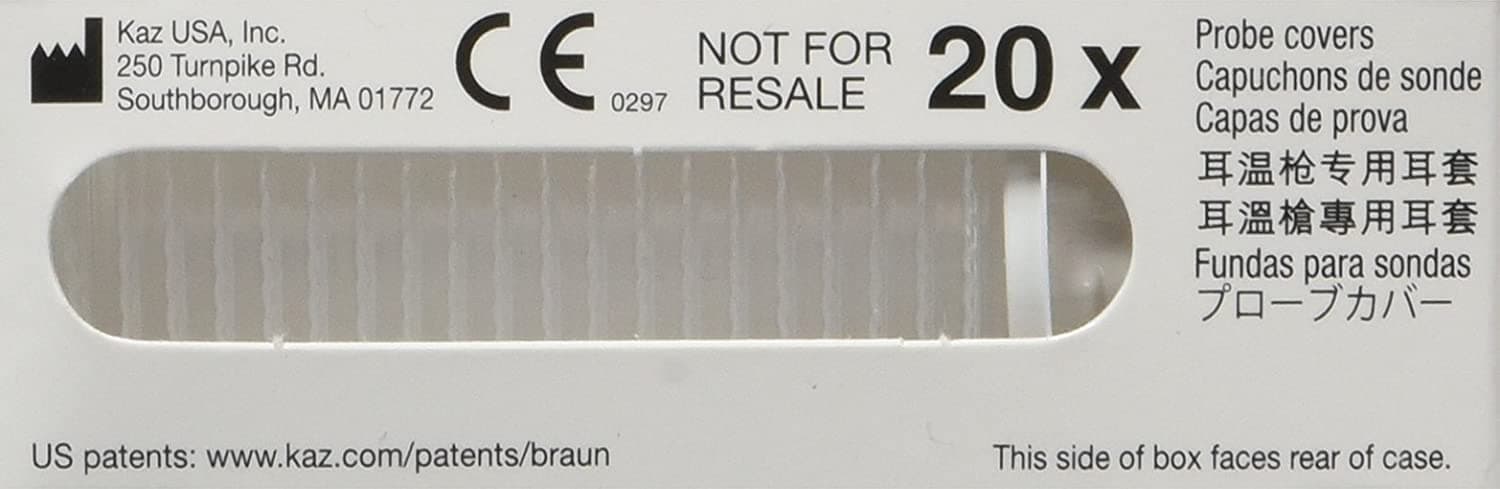 Kaz USA, Inc.
250 Turnpike Rd.
Southborough, MA 01772
CE 0297
NOT FOR
RESALE
20 x
Probe covers
Capuchons de sonde
Capas de prova
耳温枪专用耳套
耳溫槍專用耳套
Fundas para sondas
プローブカバー
US patents: www.kaz.com/patents/braun
This side of box faces rear of case.